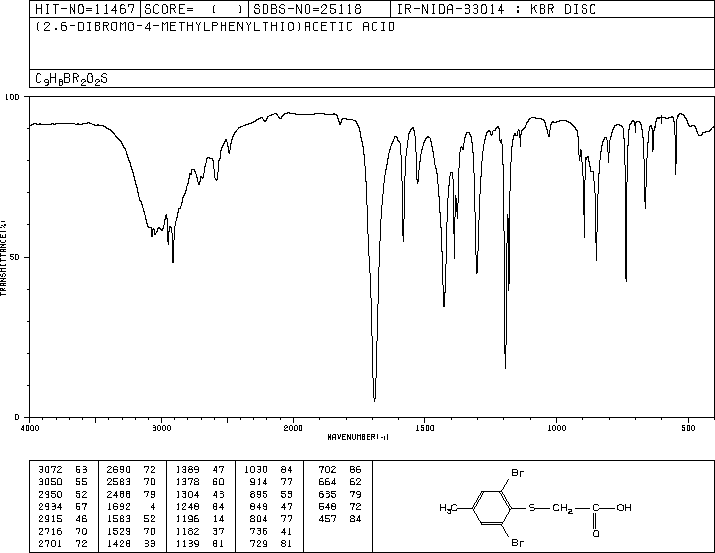 HIT-NO=11467 SCORE= ( ) SDBS-NO=25118 IR-NIDA-33014 : KBR DISC
(2,6-DIBROMO-4-METHYLPHENYLTHIO)ACETIC ACID
C9H8BR2O2S
100
50
0
TRANSMITTANCE(%)
4000 3000 2000 1500 1000 500
WAVENUMBER(-1)
3072 53 2690 72 1389 47 1030 84 702 86
3050 55 2583 70 1378 60 914 77 664 62
2950 52 2488 79 1304 43 895 53 635 79
2934 67 1692 4 1248 84 849 47 548 72
2915 46 1583 52 1196 14 804 77 457 84
2716 70 1529 70 1182 37 736 41
2701 72 1428 33 1139 81 729 81
Br
H3C S CH2 C OH
O
Br